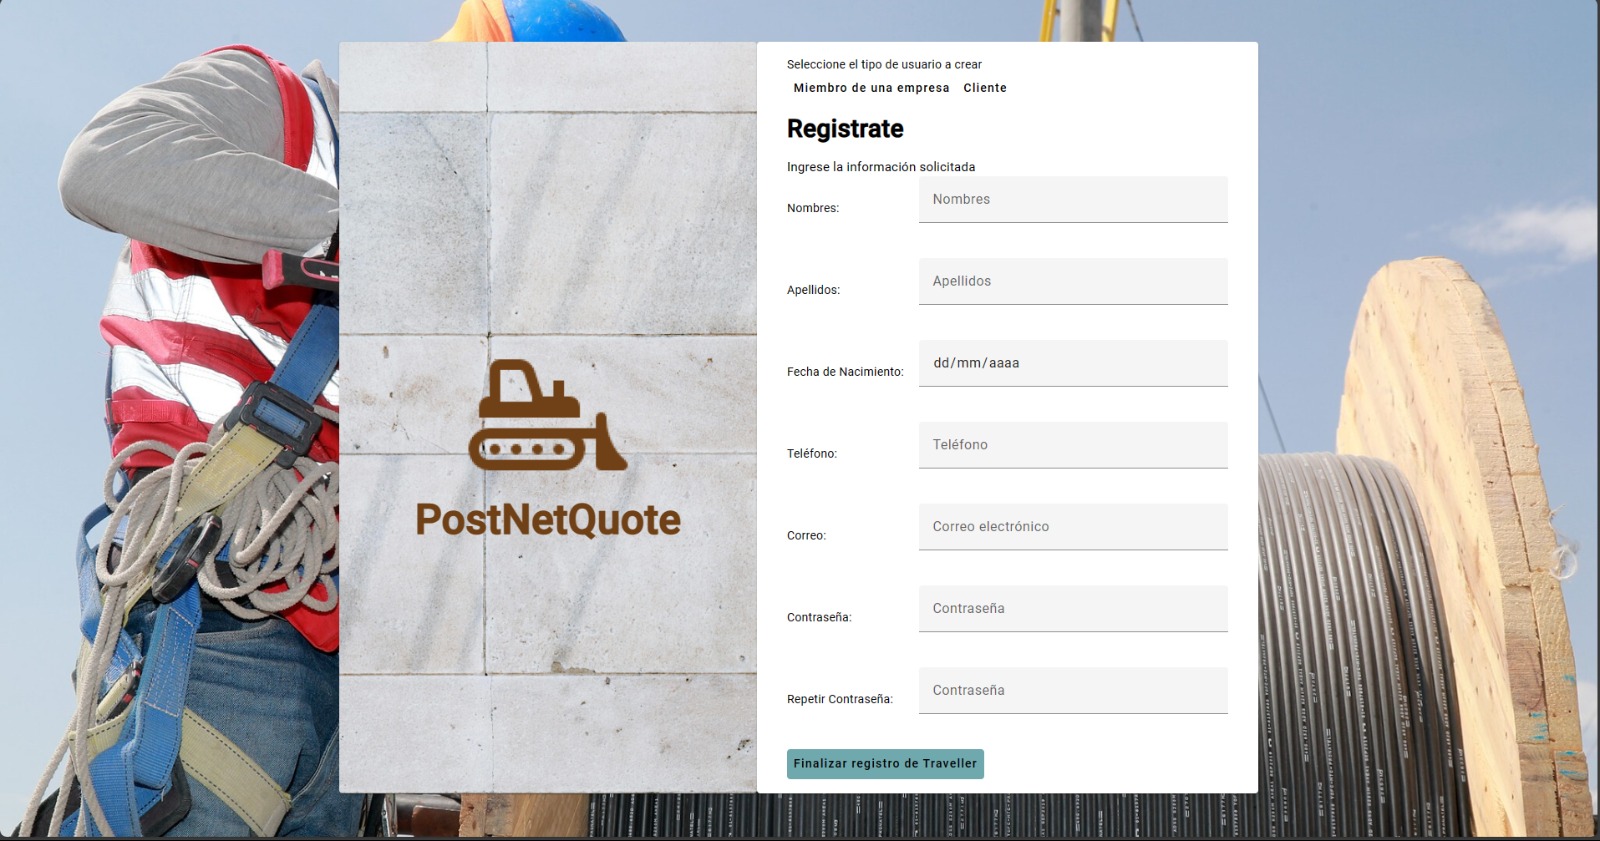 Seleccione el tipo de usuario a crear
Miembro de una empresa Cliente
Registrate
Ingrese la información solicitada
Nombres: Nombres
Apellidos: Apellidos
Fecha de Nacimiento: dd/mm/aaaa
Teléfono: Teléfono
Correo: Correo electrónico
Contraseña: Contraseña
Repetir Contraseña: Contraseña
Finalizar registro de Traveller
PostNetQuote